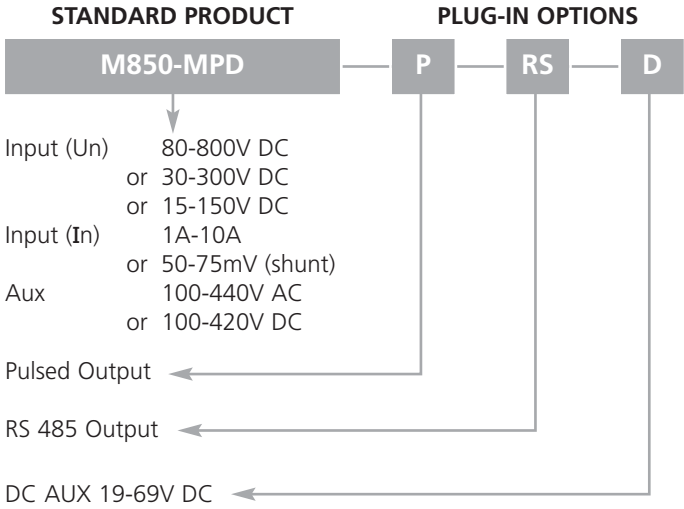 STANDARD PRODUCT PLUG-IN OPTIONS
M850-MPD P RS D
Input (Un) 80-800V DC
or 30-300V DC
or 15-150V DC
Input (In) 1A-10A
or 50-75mV (shunt)
Aux 100-440V AC
or 100-420V DC
Pulsed Output
RS 485 Output
DC AUX 19-69V DC